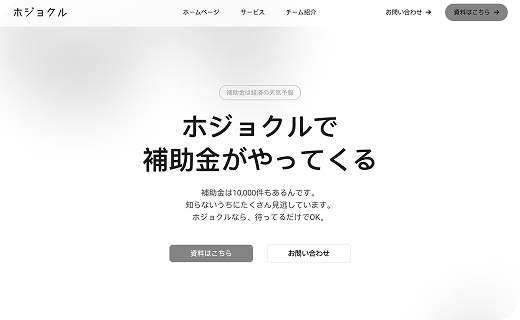 ホジョクル
ホームページ
サービス
チーム紹介
お問い合わせ →
資料はこちら →
補助金は経済の天気予報
ホジョクルで
補助金がやってくる
補助金は10,000件もあるんです。
知らないうちにたくさん見逃しています。
ホジョクルなら、待ってるだけでOK。
資料はこちら
お問い合わせ